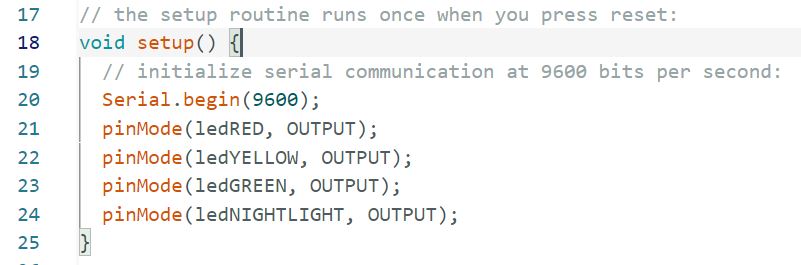 17 // the setup routine runs once when you press reset:
18 void setup() {
19 // initialize serial communication at 9600 bits per second:
20 Serial.begin(9600);
21 pinMode(ledRED, OUTPUT);
22 pinMode(ledYELLOW, OUTPUT);
23 pinMode(ledGREEN, OUTPUT);
24 pinMode(ledNIGHTLIGHT, OUTPUT);
25 }